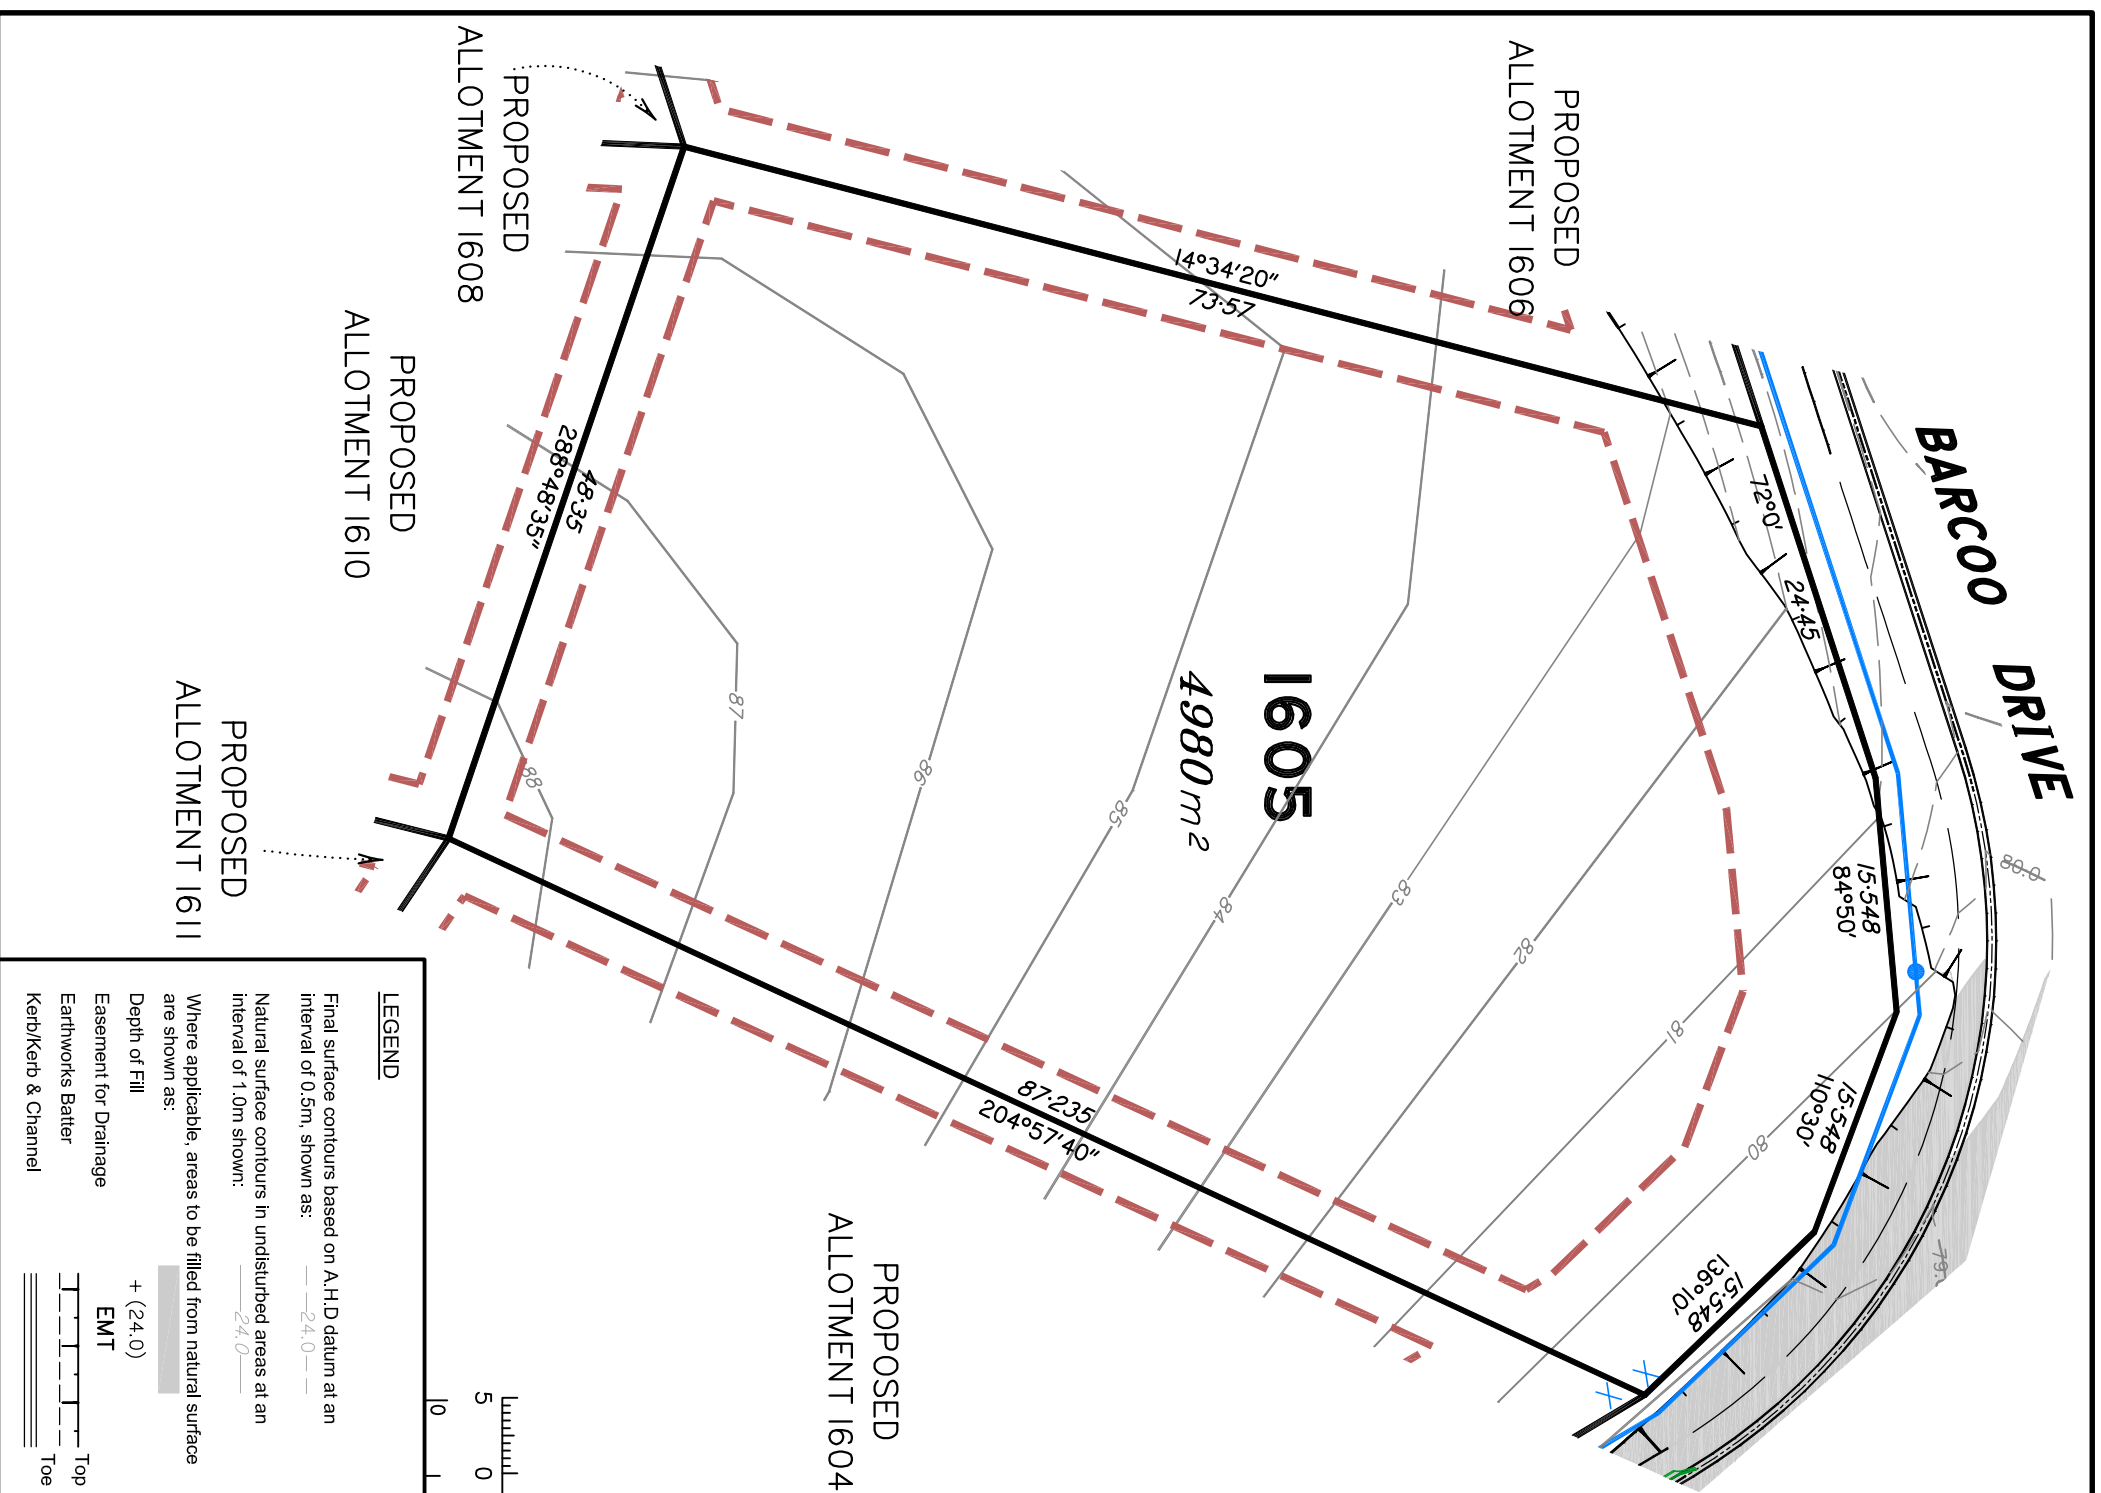 BARCOO DRIVE
PROPOSED
ALLOTMENT 1606
PROPOSED
ALLOTMENT 1608
PROPOSED
ALLOTMENT 1610
PROPOSED
ALLOTMENT 1611
PROPOSED
ALLOTMENT 1604
1605
4980m²
14°34'20"
73·57
72°0'
24·45
15·548
84°50'
15·548
110°30'
15·548
136°10'
87·235
204°57'40"
48·35
288°48'35"
80.0
80
81
82
83
84
85
86
87
88
LEGEND
Final surface contours based on A.H.D datum at an
interval of 0.5m, shown as:
24.0
Natural surface contours in undisturbed areas at an
interval of 1.0m shown:
24.0
Where applicable, areas to be filled from natural surface
are shown as:
Depth of Fill
+ (24.0)
Easement for Drainage
EMT
Earthworks Batter
Top
Toe
Kerb/Kerb & Channel
5 0
0